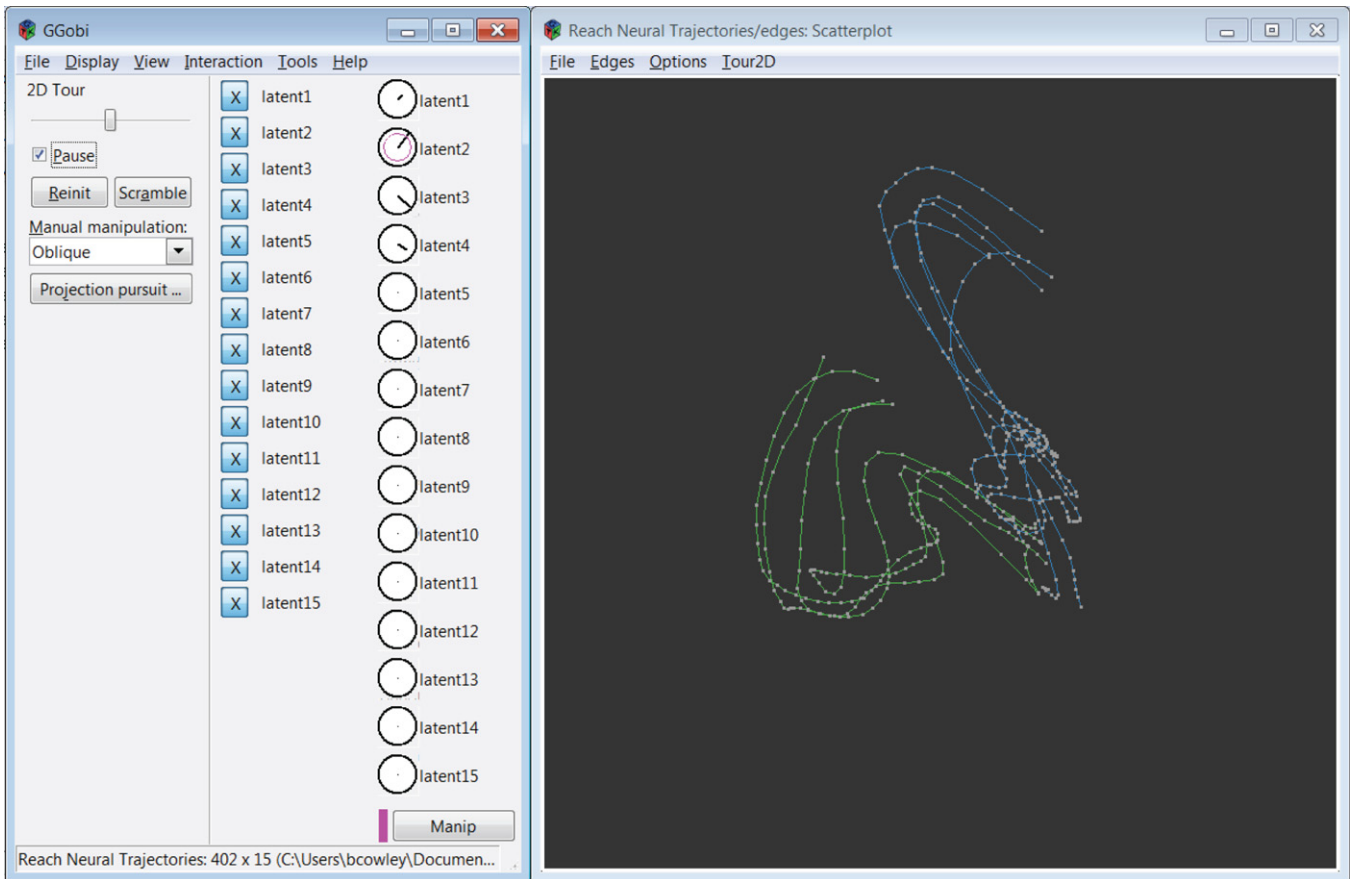 GGobi
File Display View Interaction Tools Help
2D Tour
Pause
Reinit Scramble
Manual manipulation:
Oblique
Projection pursuit ...
X latent1
X latent2
X latent3
X latent4
X latent5
X latent6
X latent7
X latent8
X latent9
X latent10
X latent11
X latent12
X latent13
X latent14
X latent15
latent1
latent2
latent3
latent4
latent5
latent6
latent7
latent8
latent9
latent10
latent11
latent12
latent13
latent14
latent15
Manip
Reach Neural Trajectories: 402 x 15 (C:\Users\bcowley\Documen...
Reach Neural Trajectories/edges: Scatterplot
File Edges Options Tour2D